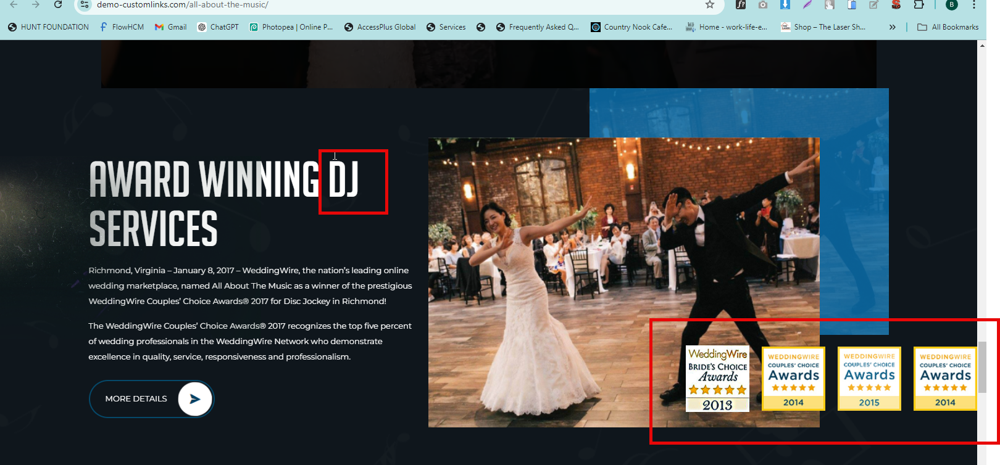 demo-customlinks.com/all-about-the-music/
HUNT FOUNDATION
FlowHCM
Gmail
ChatGPT
Photopea | Online P...
AccessPlus Global
Services
Frequently Asked Q...
Country Nook Cafe...
Home - work-life-e...
Shop – The Laser Sh...
All Bookmarks
f?
SEO
B
AWARD WINNING DJ
SERVICES
Richmond, Virginia – January 8, 2017 – WeddingWire, the nation's leading online
wedding marketplace, named All About The Music as a winner of the prestigious
WeddingWire Couples' Choice Awards® 2017 for Disc Jockey in Richmond!
The WeddingWire Couples' Choice Awards® 2017 recognizes the top five percent
of wedding professionals in the WeddingWire Network who demonstrate
excellence in quality, service, responsiveness and professionalism.
MORE DETAILS
WeddingWire
BRIDE'S CHOICE
Awards
2013
WEDDINGWIRE
COUPLES' CHOICE
Awards
2014
WEDDINGWIRE
COUPLES' CHOICE
Awards
2015
WEDDINGWIRE
COUPLES' CHOICE
Awards
2014